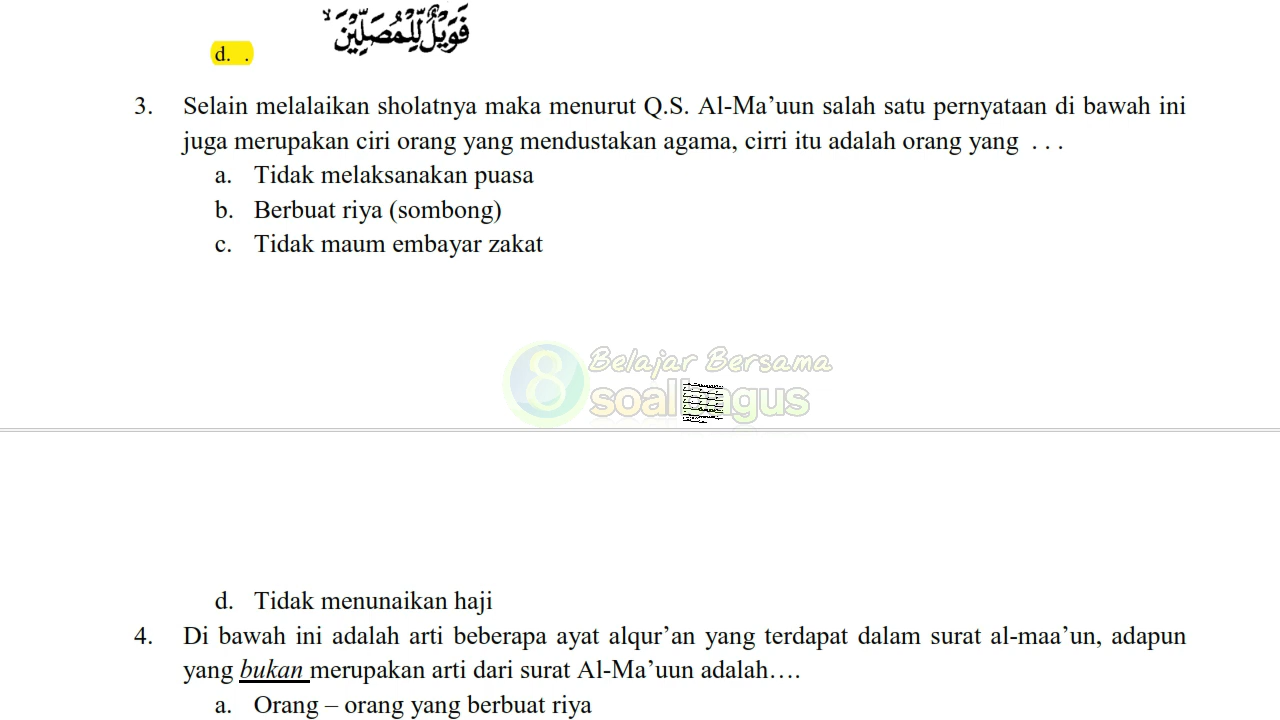 فَوَيْلٌ لِّلْمُصَلِّيْنَۙ
d. .
3. Selain melalaikan sholatnya maka menurut Q.S. Al-Ma’uun salah satu pernyataan di bawah ini
juga merupakan ciri orang yang mendustakan agama, cirri itu adalah orang yang . . .
a. Tidak melaksanakan puasa
b. Berbuat riya (sombong)
c. Tidak maum embayar zakat
8 Belajar Bersama
d. Tidak menunaikan haji
4. Di bawah ini adalah arti beberapa ayat alqur’an yang terdapat dalam surat al-maa’un, adapun
yang bukan merupakan arti dari surat Al-Ma’uun adalah….
a. Orang – orang yang berbuat riya